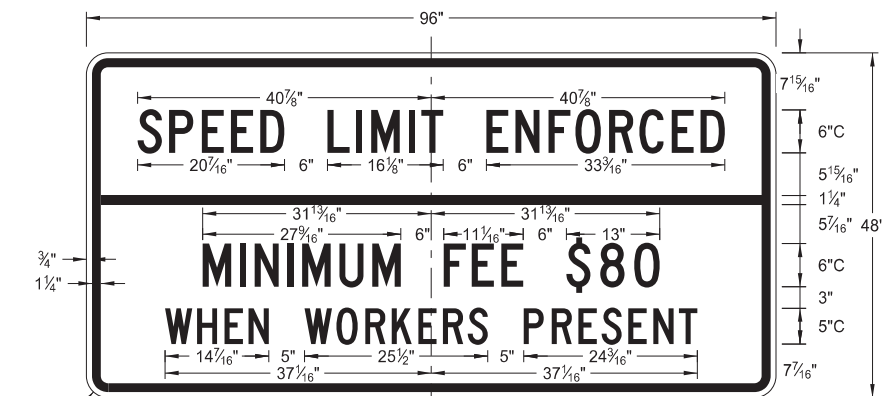 96"
7 15/16"
40 7/8" 40 7/8"
SPEED LIMIT ENFORCED
6"C
20 7/16" 6" 16 1/8" 6" 33 3/16"
5 15/16"
1 1/4"
31 13/16" 31 13/16"
5 7/16"
48"
27 9/16" 6" 11 1/16" 6" 13"
MINIMUM FEE $80
3/4"
6"C
1 1/4"
3"
WHEN WORKERS PRESENT
5"C
14 7/16" 5" 25 1/2" 5" 24 3/16"
37 1/16" 37 1/16"
7 7/16"